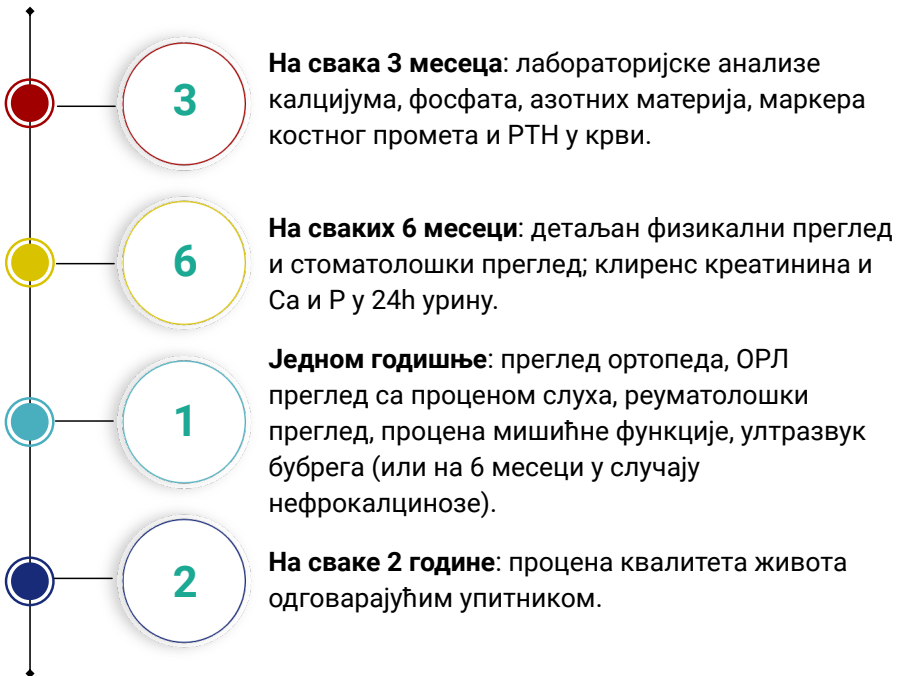 3
На свака 3 месеца: лабораторијске анализе
калцијума, фосфата, азотних материја, маркера
костног промета и PTH у крви.
6
На сваких 6 месеци: детаљан физикални преглед
и стоматолошки преглед; клиренс креатинина и
Ca и P у 24h урину.
1
Једном годишње: преглед ортопеда, ОРЛ
преглед са проценом слуха, реуматолошки
преглед, процена мишићне функције, ултразвук
бубрега (или на 6 месеци у случају
нефрокалцинозе).
2
На сваке 2 године: процена квалитета живота
одговарајућим упитником.